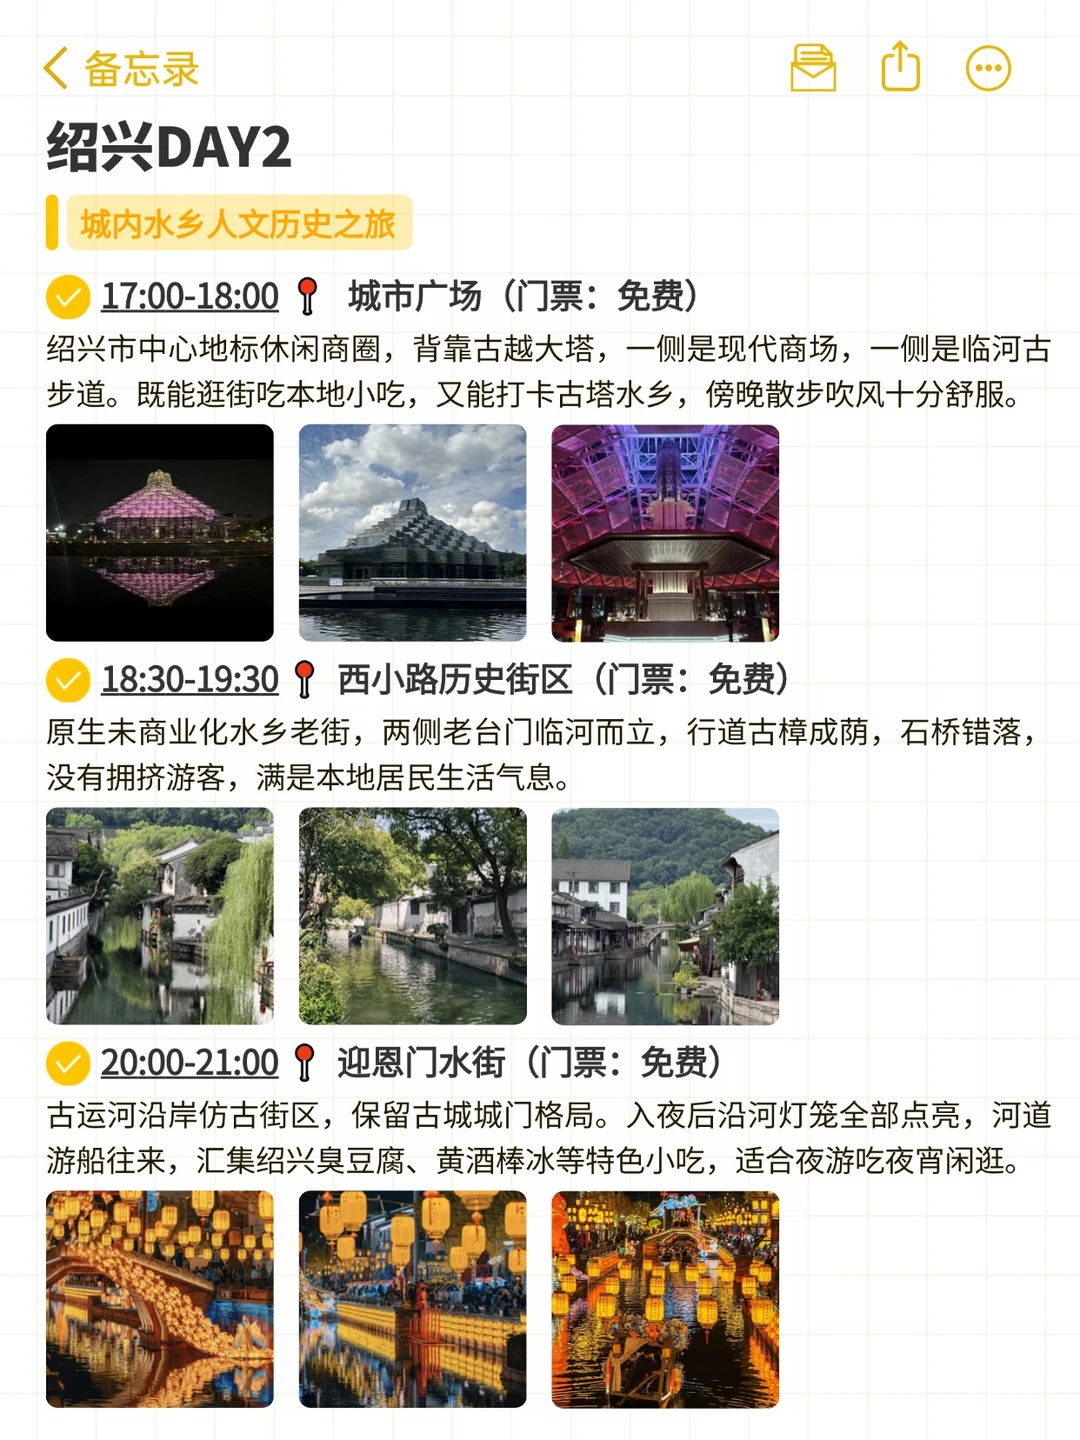 备忘录
绍兴DAY2
城内水乡人文历史之旅
17:00-18:00 城市广场（门票：免费）
绍兴市中心地标休闲商圈，背靠古越大塔，一侧是现代商场，一侧是临河古
步道。既能逛街吃本地小吃，又能打卡古塔水乡，傍晚散步吹风十分舒服。
18:30-19:30 西小路历史街区（门票：免费）
原生未商业化水乡老街，两侧老台门临河而立，行道古樟成荫，石桥错落，
没有拥挤游客，满是本地居民生活气息。
20:00-21:00 迎恩门水街（门票：免费）
古运河沿岸仿古街区，保留古城城门格局。入夜后沿河灯笼全部点亮，河道
游船往来，汇集绍兴臭豆腐、黄酒棒冰等特色小吃，适合夜游吃夜宵闲逛。